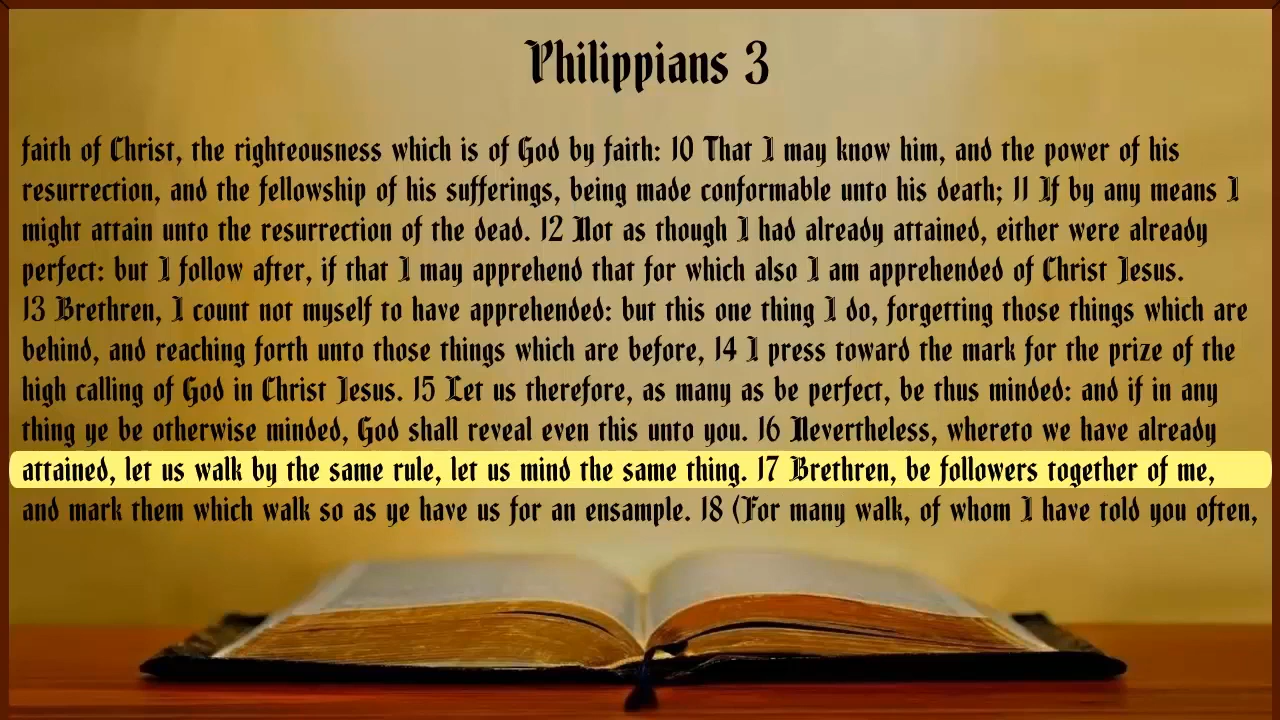 Philippians 3
faith of Christ, the righteousness which is of God by faith: 10 That I may know him, and the power of his
resurrection, and the fellowship of his sufferings, being made conformable unto his death; 11 If by any means I
might attain unto the resurrection of the dead. 12 Not as though I had already attained, either were already
perfect: but I follow after, if that I may apprehend that for which also I am apprehended of Christ Jesus.
13 Brethren, I count not myself to have apprehended: but this one thing I do, forgetting those things which are
behind, and reaching forth unto those things which are before, 14 I press toward the mark for the prize of the
high calling of God in Christ Jesus. 15 Let us therefore, as many as be perfect, be thus minded: and if in any
thing ye be otherwise minded, God shall reveal even this unto you. 16 Nevertheless, whereto we have already
attained, let us walk by the same rule, let us mind the same thing. 17 Brethren, be followers together of me,
and mark them which walk so as ye have us for an ensample. 18 (For many walk, of whom I have told you often,